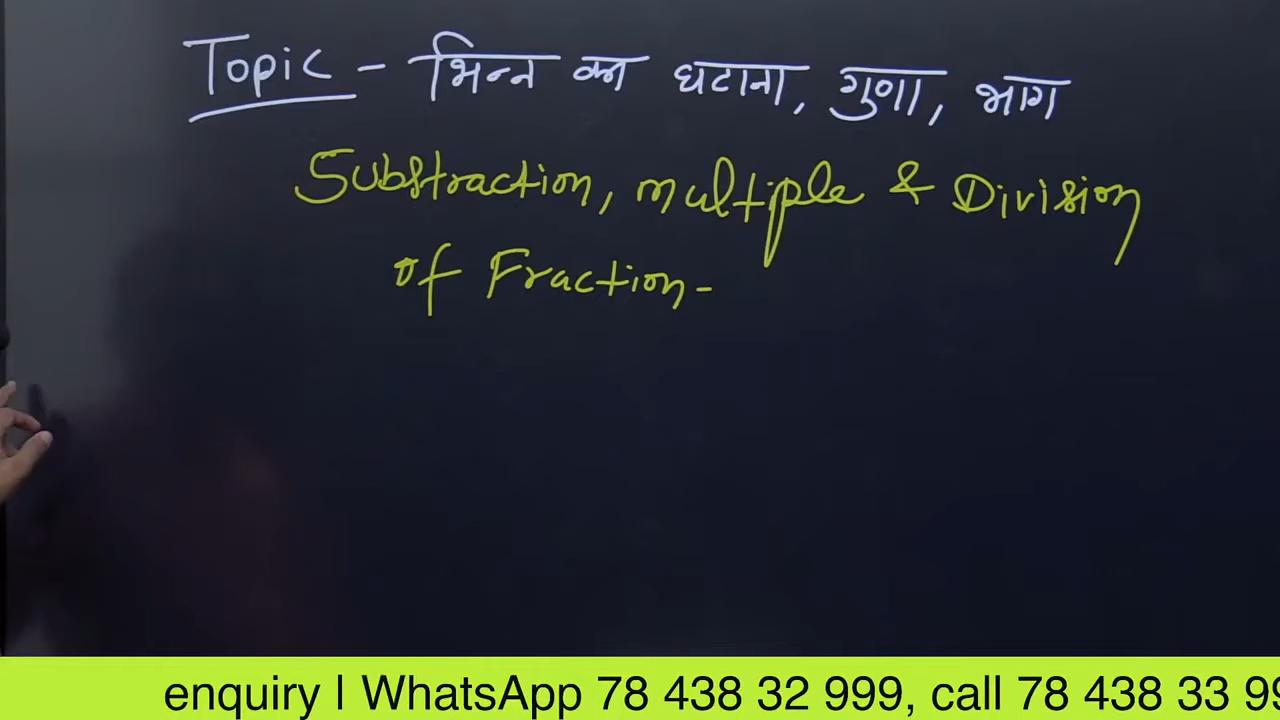 Topic - भिन्न का घटाना, गुणा, भाग
Substraction, multiple & Division
of Fraction-
enquiry I WhatsApp 78 438 32 999, call 78 438 33 99